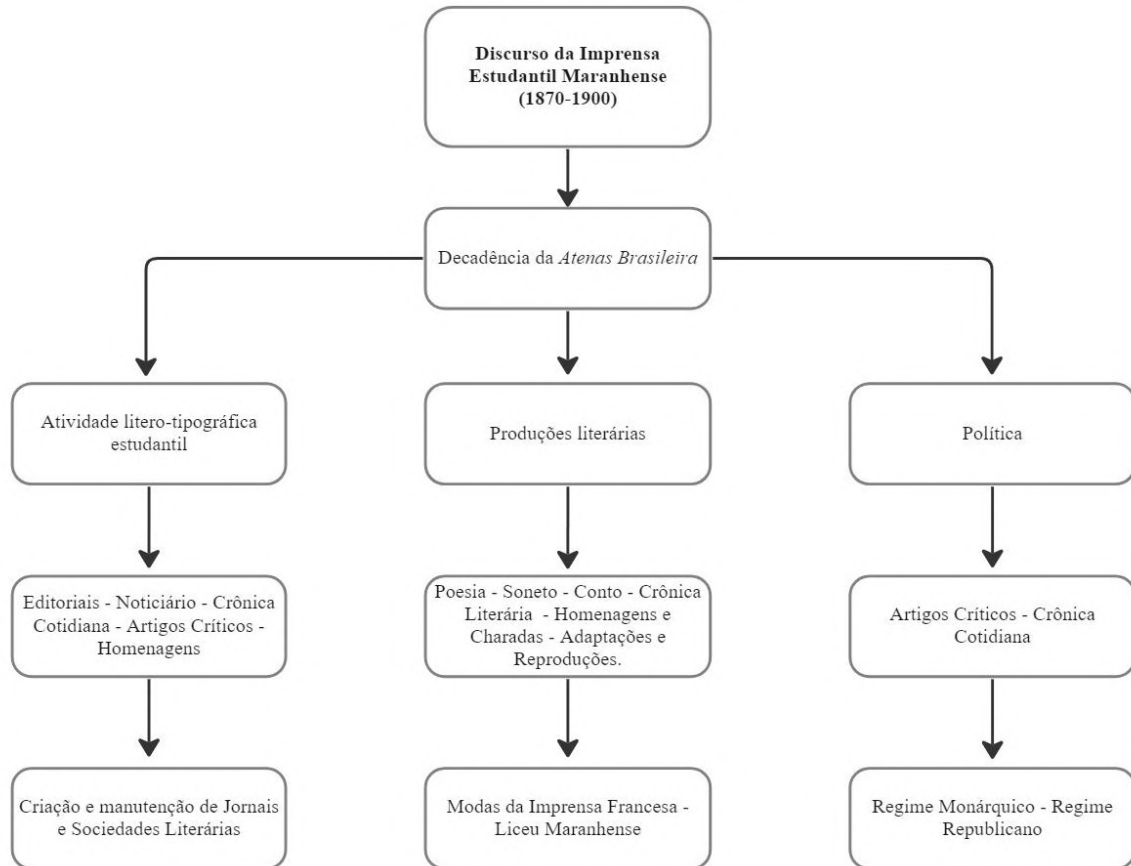 Discurso da Imprensa
Estudantil Maranhense
(1870-1900)
Decadência da Atenas Brasileira
Atividade litero-tipográfica
estudantil
Produções literárias
Política
Editoriais - Noticiário - Crônica
Cotidiana - Artigos Críticos -
Homenagens
Poesia - Soneto - Conto - Crônica
Literária - Homenagens e
Charadas - Adaptações e
Reproduções.
Artigos Críticos - Crônica
Cotidiana
Criação e manutenção de Jornais
e Sociedades Literárias
Modas da Imprensa Francesa -
Liceu Maranhense
Regime Monárquico - Regime
Republicano